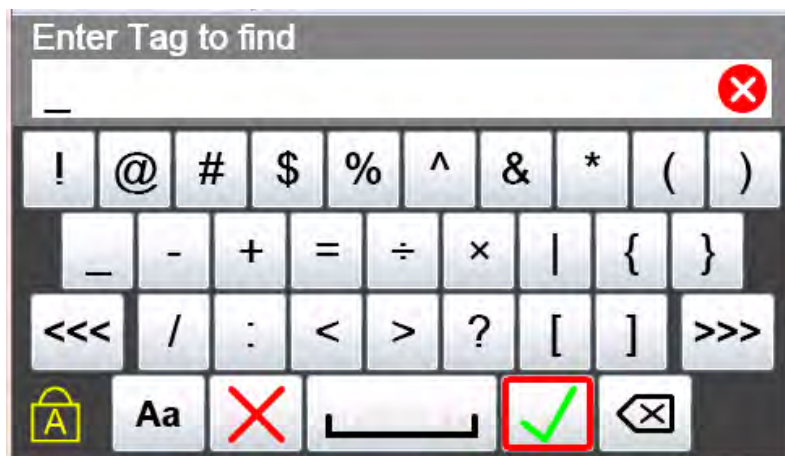 Enter Tag to find
_
! @ # $ % ^ & * ( )
_ - + = ÷ × | { }
<<< / : < > ? [ ] >>>
A Aa